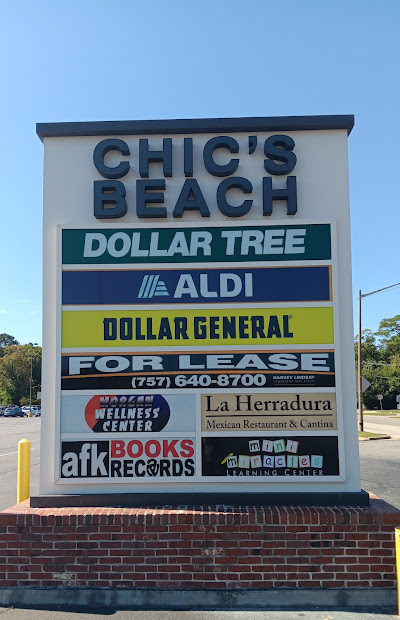 CHIC'S
BEACH
DOLLAR TREE
ALDI
DOLLAR GENERAL
FOR LEASE
(757) 640-8700
HARVEY LINDSAY
MORGAN
WELLNESS
CENTER
La Herradura
Mexican Restaurant & Cantina
afk BOOKS
RECORDS
mini
miracles
LEARNING CENTER